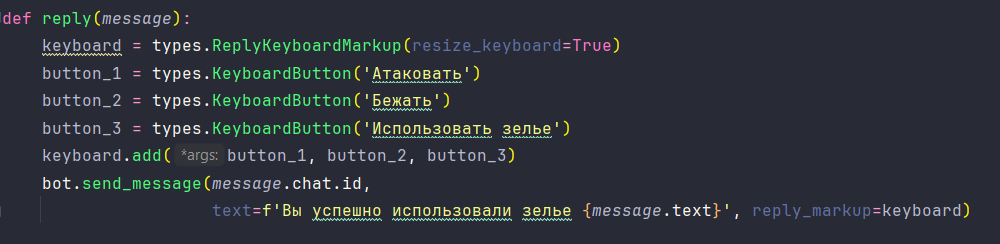 def reply(message):
keyboard = types.ReplyKeyboardMarkup(resize_keyboard=True)
button_1 = types.KeyboardButton('Атаковать')
button_2 = types.KeyboardButton('Бежать')
button_3 = types.KeyboardButton('Использовать зелье')
keyboard.add( *args: button_1, button_2, button_3)
bot.send_message(message.chat.id,
text=f'Вы успешно использовали зелье {message.text}', reply_markup=keyboard)